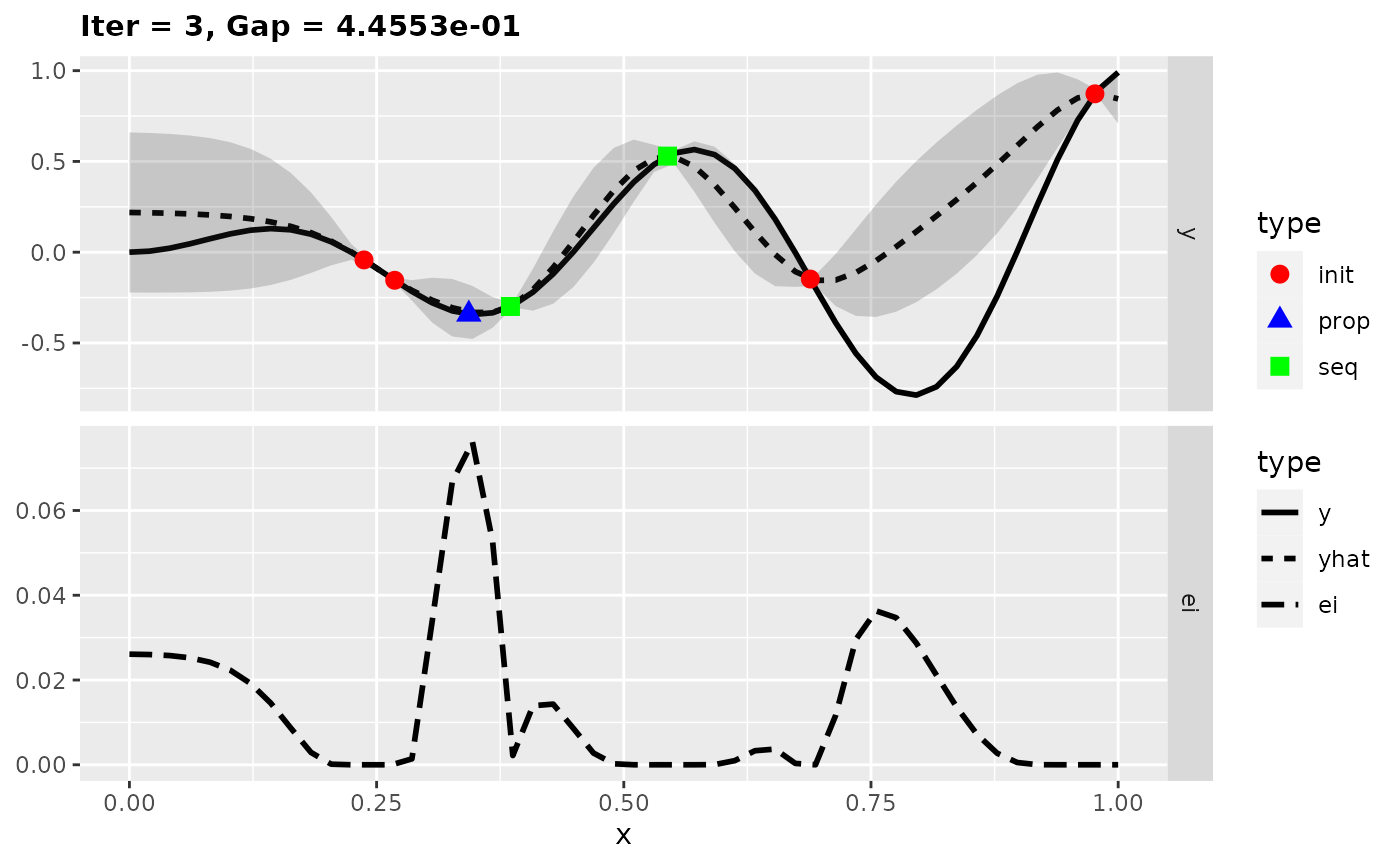 Iter = 3, Gap = 4.4553e-01
1.0
0.5
0.0
-0.5
y
0.06
0.04
0.02
0.00
ei
0.00 0.25 0.50 0.75 1.00
x
type
init
prop
seq
type
y
yhat
ei